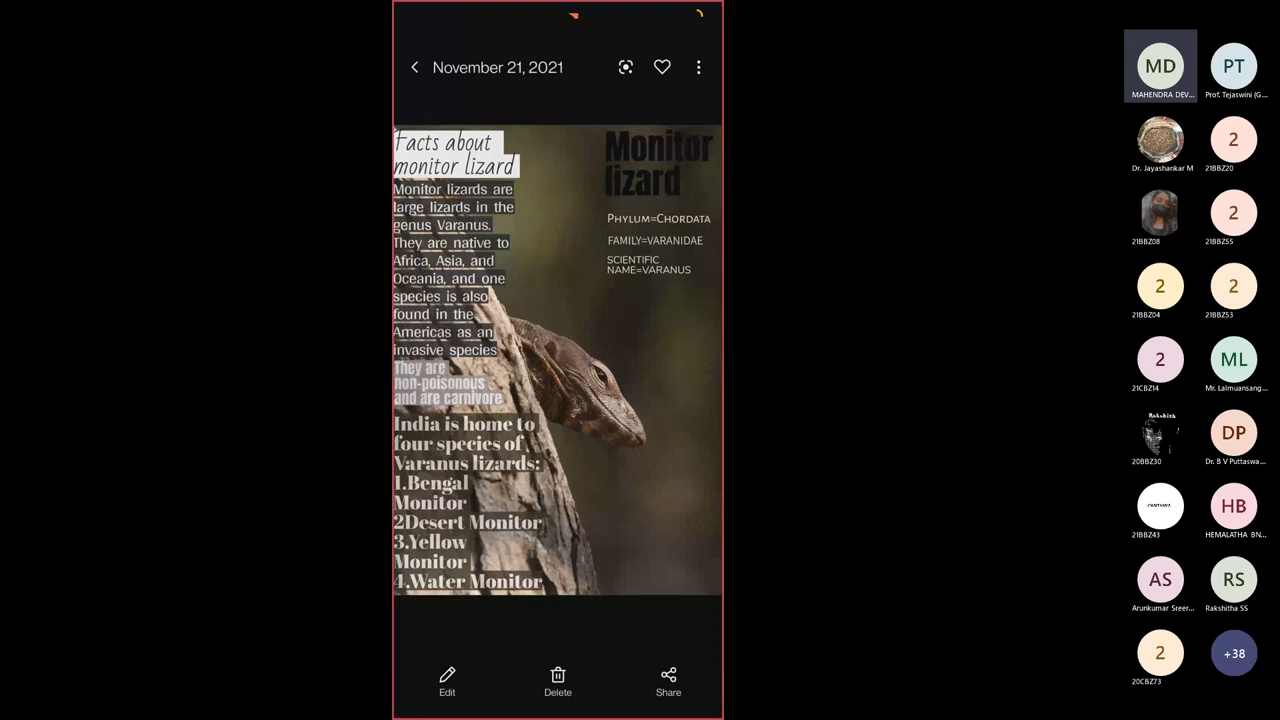 November 21, 2021
Facts about
monitor lizard
Monitor lizards are
large lizards in the
genus Varanus.
They are native to
Africa, Asia, and
Oceania, and one
species is also
found in the
Americas as an
invasive species
They are
non-poisonous
and are carnivore
India is home to
four species of
Varanus lizards:
1.Bengal
Monitor
2Desert Monitor
3.Yellow
Monitor
4.Water Monitor
Monitor
lizard
PHYLUM=CHORDATA
FAMILY=VARANIDAE
SCIENTIFIC
NAME=VARANUS
Edit
Delete
Share
MD
MAHENDRA DEV...
PT
Prof. Tejaswini (G...
Dr. Jayashankar M
2
21BBZ20
21BBZ08
2
21BBZ55
2
21BBZ04
2
21BBZ53
2
21CBZ14
ML
Mr. Lalmuansang...
Rakshith
20BBZ30
DP
Dr. B V Puttaswa...
21BBZ43
HB
HEMALATHA BN...
AS
Arunkumar Sreer...
RS
Rakshitha SS
2
20CBZ73
+38